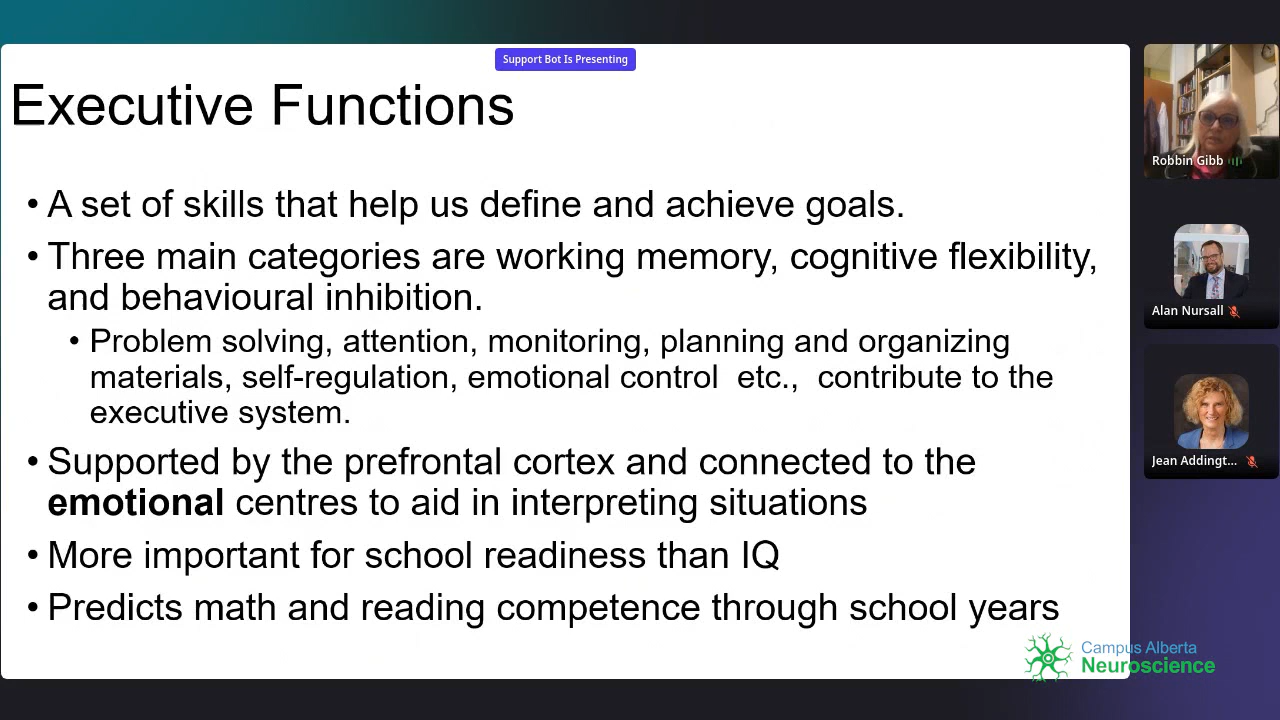 Support Bot Is Presenting
Executive Functions
• A set of skills that help us define and achieve goals.
• Three main categories are working memory, cognitive flexibility,
and behavioural inhibition.
• Problem solving, attention, monitoring, planning and organizing
materials, self-regulation, emotional control  etc.,  contribute to the
executive system.
• Supported by the prefrontal cortex and connected to the
emotional centres to aid in interpreting situations
• More important for school readiness than IQ
• Predicts math and reading competence through school years
Campus Alberta
Neuroscience
Robbin Gibb
Alan Nursall
Jean Addingt...